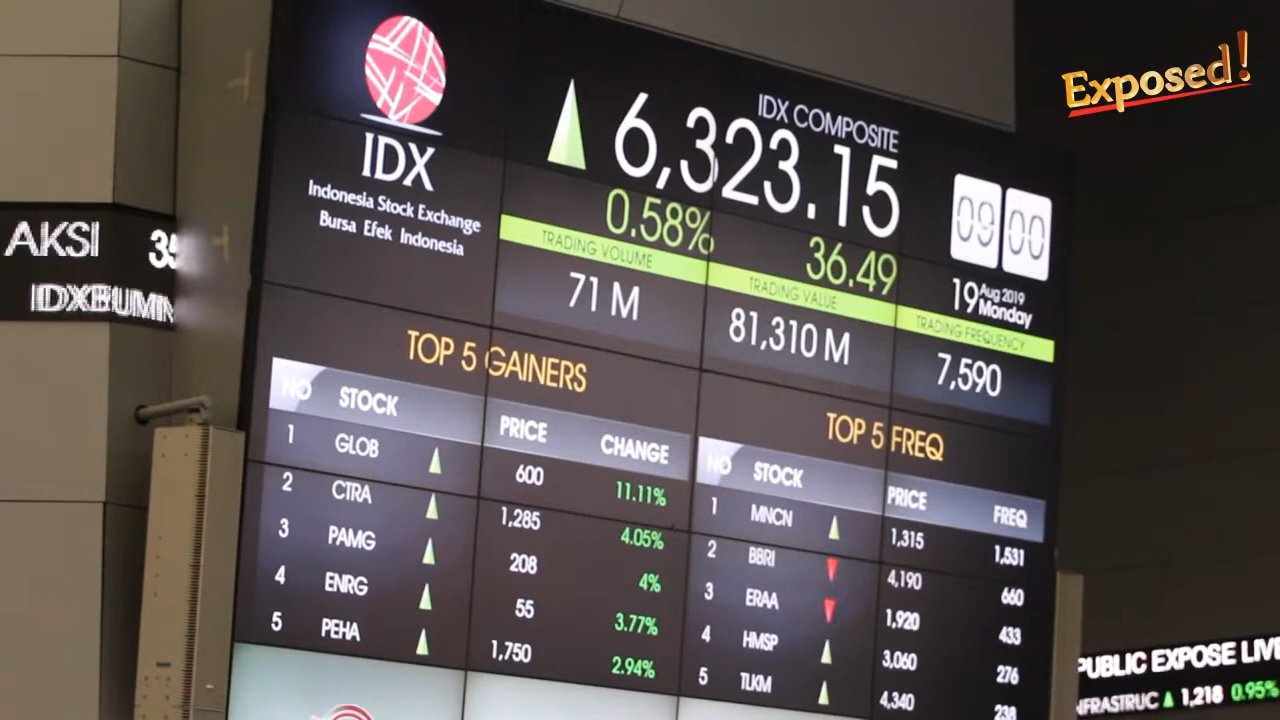 Exposed!
IDX
Indonesia Stock Exchange
Bursa Efek Indonesia
IDX COMPOSITE
6,323.15
0.58%
36.49
09 00
19 Aug 2019
Monday
TRADING VOLUME
71 M
TRADING VALUE
81,310 M
TRADING FREQUENCY
7,590
AKSI 35
IDXBUMN
TOP 5 GAINERS
NO STOCK PRICE CHANGE
1 GLOB 600 11.11%
2 CTRA 1,285 4.05%
3 PAMG 208 4%
4 ENRG 55 3.77%
5 PEHA 1,750 2.94%
TOP 5 FREQ
NO STOCK PRICE FREQ
1 MNCN 1,315 1,531
2 BBRI 4,190 660
3 ERAA 1,920 433
4 HMSP 3,060 276
5 TLKM 4,340 238
PUBLIC EXPOSE LIVE
NFRASTRUC 1,218 0.95%